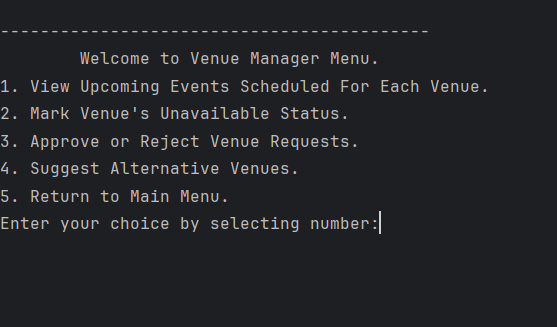 -------------------------------------------
Welcome to Venue Manager Menu.
1. View Upcoming Events Scheduled For Each Venue.
2. Mark Venue's Unavailable Status.
3. Approve or Reject Venue Requests.
4. Suggest Alternative Venues.
5. Return to Main Menu.
Enter your choice by selecting number: